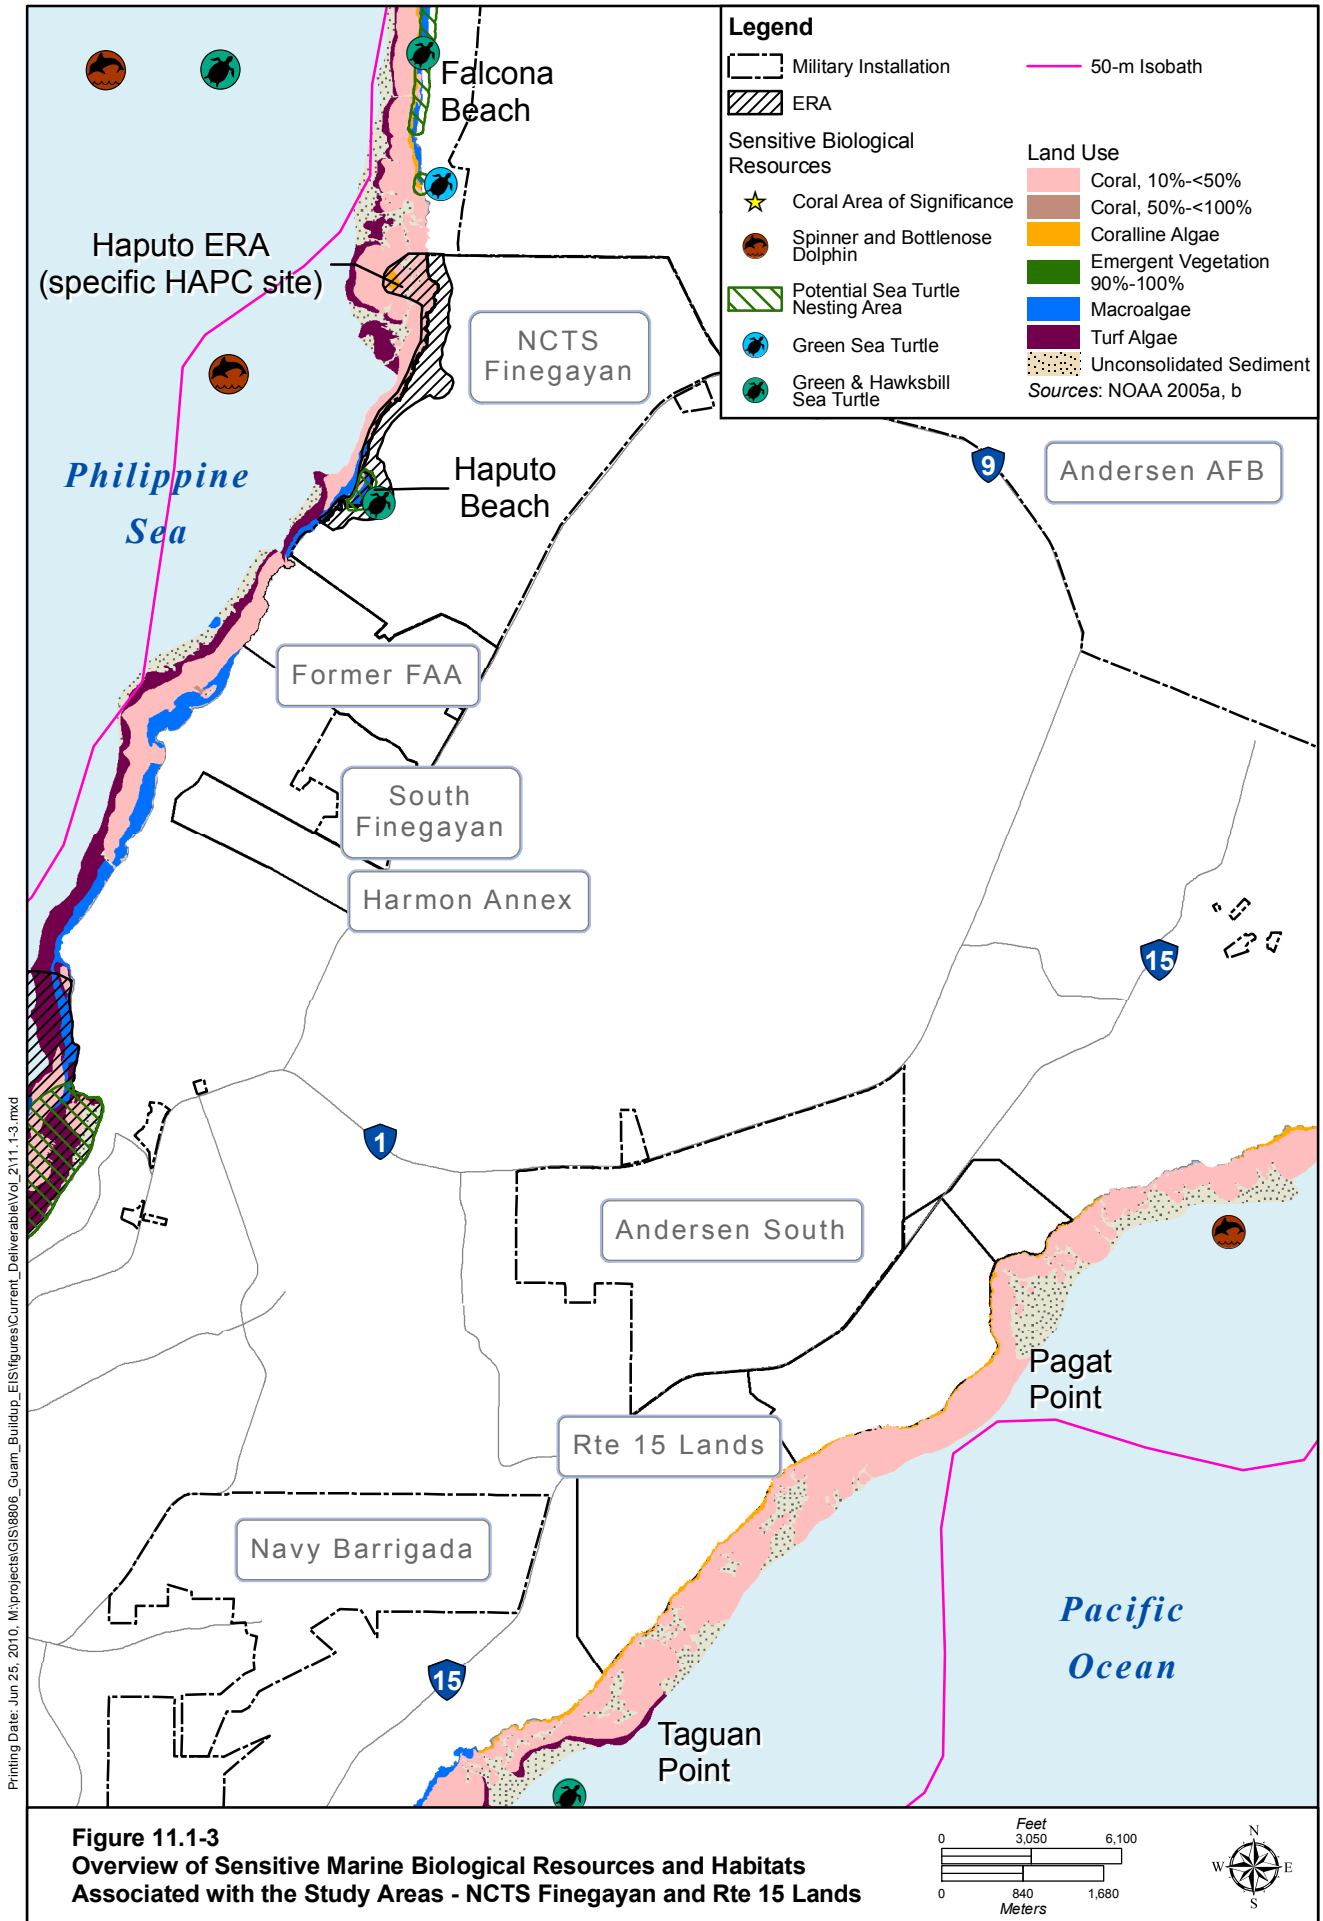 Legend
Military Installation
ERA
Sensitive Biological
Resources
Coral Area of Significance
Spinner and Bottlenose
Dolphin
Potential Sea Turtle
Nesting Area
Green Sea Turtle
Green & Hawksbill
Sea Turtle
50-m Isobath
Land Use
Coral, 10%-<50%
Coral, 50%-<100%
Coralline Algae
Emergent Vegetation
90%-100%
Macroalgae
Turf Algae
Unconsolidated Sediment
Sources: NOAA 2005a, b
Falcona
Beach
Haputo ERA
(specific HAPC site)
NCTS
Finegayan
Philippine
Sea
Haputo
Beach
9
Andersen AFB
Former FAA
South
Finegayan
Harmon Annex
15
1
Andersen South
Pagat
Point
Rte 15 Lands
Navy Barrigada
Pacific
Ocean
15
Taguan
Point
Printing Date: Jun 25, 2010, M:\projects\GIS\8806_Guam_Buildup_EIS\figures\Current_Deliverable\Vol_2\11.1-3.mxd
Figure 11.1-3
Overview of Sensitive Marine Biological Resources and Habitats
Associated with the Study Areas - NCTS Finegayan and Rte 15 Lands
Feet
0 3,050 6,100
0 840 1,680
Meters
N
W E
S